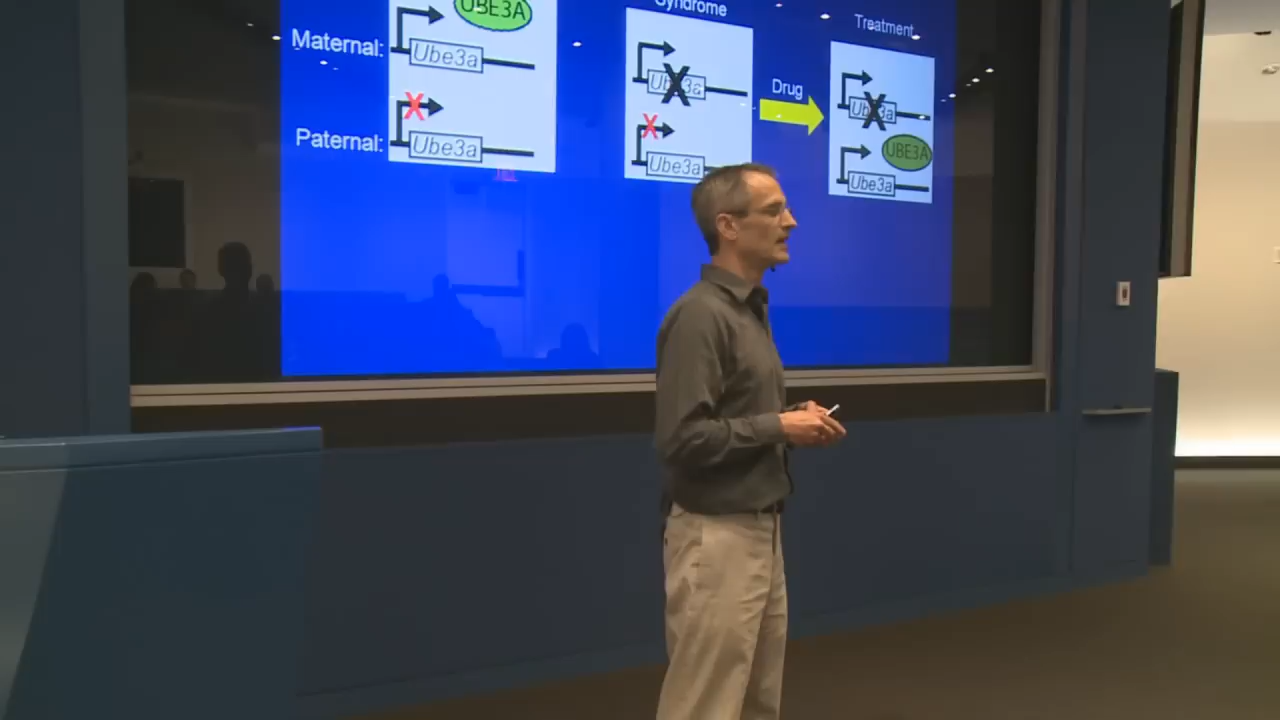 UBE3A
Maternal:
Ube3a
X
Paternal:
Ube3a
Syndrome
X
Ube3a
X
Ube3a
Drug
Treatment
X
Ube3a
UBE3A
Ube3a